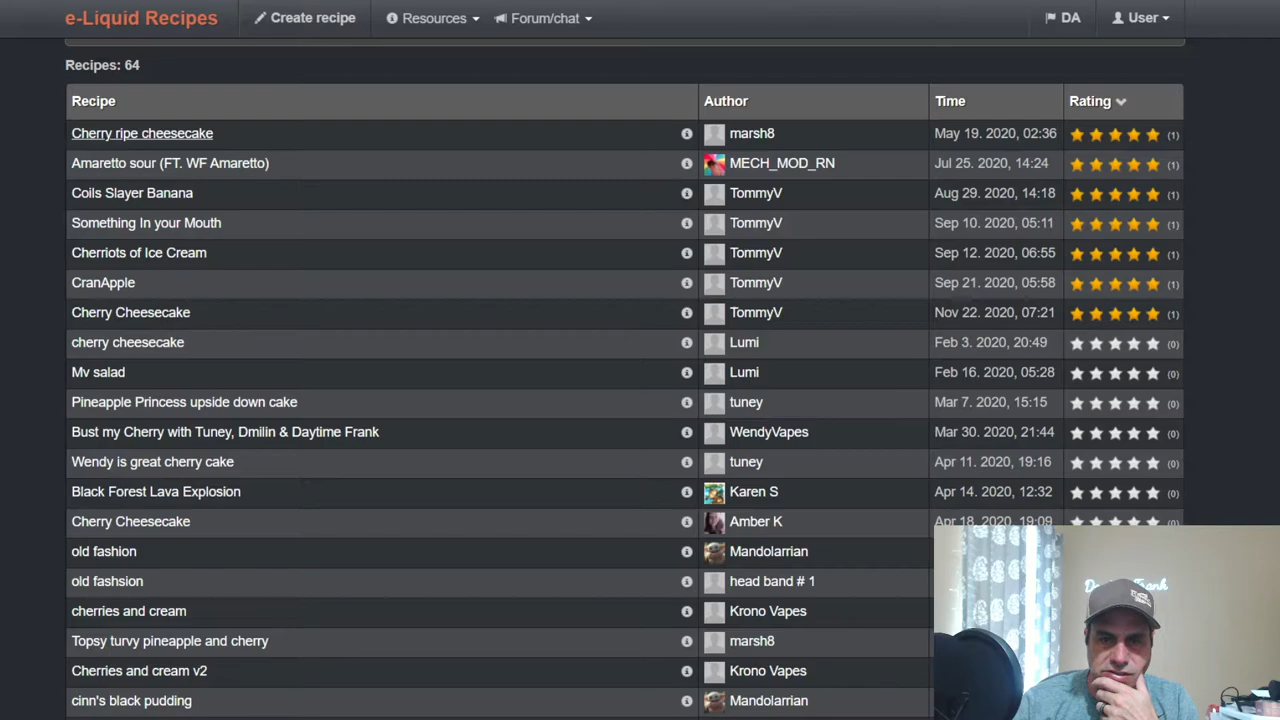 e-Liquid Recipes Create recipe Resources Forum/chat DA User
Recipes: 64
Recipe Author Time Rating
Cherry ripe cheesecake marsh8 May 19. 2020, 02:36 (1)
Amaretto sour (FT. WF Amaretto) MECH_MOD_RN Jul 25. 2020, 14:24 (1)
Coils Slayer Banana TommyV Aug 29. 2020, 14:18 (1)
Something In your Mouth TommyV Sep 10. 2020, 05:11 (1)
Cherriots of Ice Cream TommyV Sep 12. 2020, 06:55 (1)
CranApple TommyV Sep 21. 2020, 05:58 (1)
Cherry Cheesecake TommyV Nov 22. 2020, 07:21 (1)
cherry cheesecake Lumi Feb 3. 2020, 20:49 (0)
Mv salad Lumi Feb 16. 2020, 05:28 (0)
Pineapple Princess upside down cake tuney Mar 7. 2020, 15:15 (0)
Bust my Cherry with Tuney, Dmilin & Daytime Frank WendyVapes Mar 30. 2020, 21:44 (0)
Wendy is great cherry cake tuney Apr 11. 2020, 19:16 (0)
Black Forest Lava Explosion Karen S Apr 14. 2020, 12:32 (0)
Cherry Cheesecake Amber K Apr 18. 2020, 19:09 (0)
old fashion Mandolarrian
old fashsion head band # 1
cherries and cream Krono Vapes
Topsy turvy pineapple and cherry marsh8
Cherries and cream v2 Krono Vapes
cinn's black pudding Mandolarrian